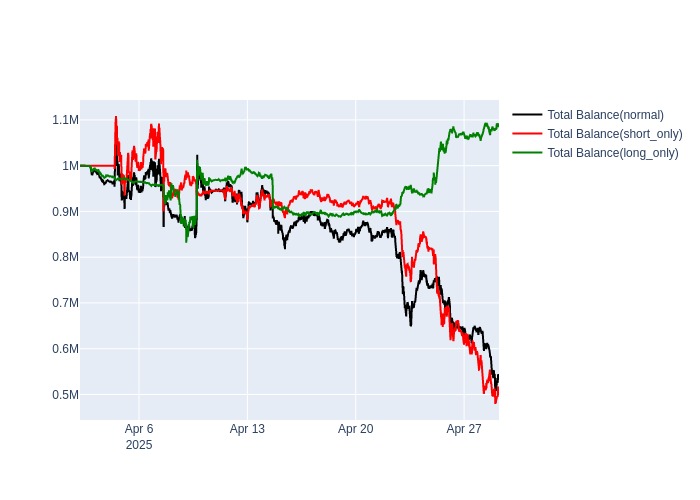 1.1M
1M
0.9M
0.8M
0.7M
0.6M
0.5M
Apr 6
2025
Apr 13
Apr 20
Apr 27
Total Balance(normal)
Total Balance(short_only)
Total Balance(long_only)